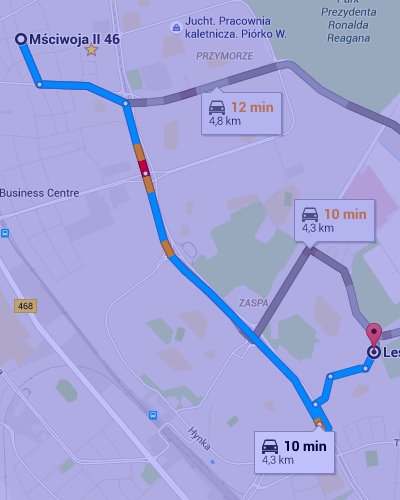 Park
Prezydenta
Ronalda
Reagana
Jucht. Pracownia
kaletnicza. Piórko W.
Mściwoja II 46
PRZYMORZE
12 min
4,8 km
Business Centre
10 min
4,3 km
468
ZASPA
Les
Hynka
10 min
4,3 km